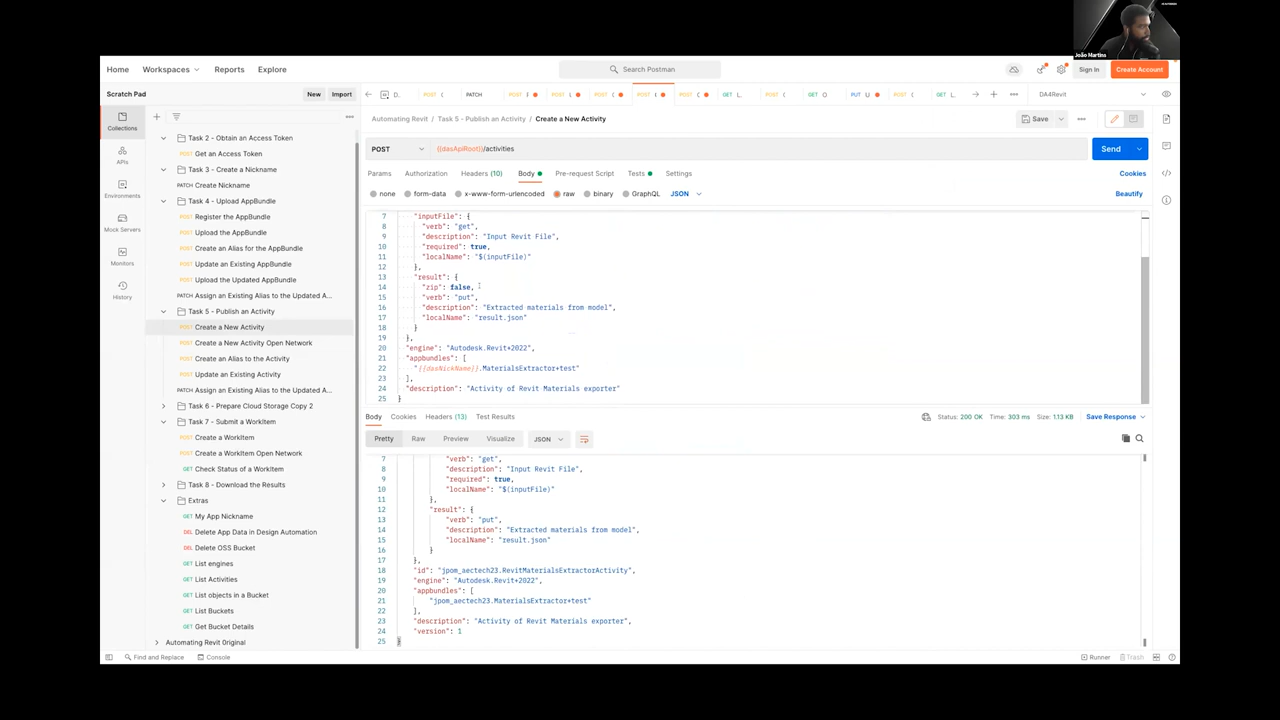 João Martins
Home Workspaces Reports Explore Search Postman Sign In Create Account
Scratch Pad New Import PATCH DA4Revit
Automating Revit / Task 5 - Publish an Activity / Create a New Activity Save
Collections
APIs
Environments
Mock Servers
Monitors
History
Task 2 - Obtain an Access Token
POST Get an Access Token
Task 3 - Create a Nickname
PATCH Create Nickname
Task 4 - Upload AppBundle
POST Register the AppBundle
POST Upload the AppBundle
POST Create an Alias for the AppBundle
POST Update an Existing AppBundle
POST Upload the Updated AppBundle
PATCH Assign an Existing Alias to the Updated A...
Task 5 - Publish an Activity
POST Create a New Activity
POST Create a New Activity Open Network
POST Create an Alias to the Activity
POST Update an Existing Activity
PATCH Assign an Existing Alias to the Updated A...
Task 6 - Prepare Cloud Storage Copy 2
Task 7 - Submit a WorkItem
POST Create a WorkItem
POST Create a WorkItem Open Network
GET Check Status of a WorkItem
Task 8 - Download the Results
Extras
GET My App Nickname
DEL Delete App Data in Design Automation
DEL Delete OSS Bucket
GET List engines
GET List Activities
GET List objects in a Bucket
GET List Buckets
GET Get Bucket Details
Automating Revit Original
POST {{dasApiRoot}}/activities Send
Params Authorization Headers (10) Body Pre-request Script Tests Settings Cookies
none form-data x-www-form-urlencoded raw binary GraphQL JSON Beautify
7 "inputFile": {
8 "verb": "get",
9 "description": "Input Revit File",
10 "required": true,
11 "localName": "$(inputFile)"
12 },
13 "result": {
14 "zip": false,
15 "verb": "put",
16 "description": "Extracted materials from model",
17 "localName": "result.json"
18 }
19 },
20 "engine": "Autodesk.Revit+2022",
21 "appbundles": [
22 "{{dasNickName}}.MaterialsExtractor+test"
23 ],
24 "description": "Activity of Revit Materials exporter"
25 }
Body Cookies Headers (13) Test Results Status: 200 OK Time: 303 ms Size: 1.13 KB Save Response
Pretty Raw Preview Visualize JSON
7 "verb": "get",
8 "description": "Input Revit File",
9 "required": true,
10 "localName": "$(inputFile)"
11 },
12 "result": {
13 "verb": "put",
14 "description": "Extracted materials from model",
15 "localName": "result.json"
16 }
17 },
18 "id": "jpom_aectech23.RevitMaterialsExtractorActivity",
19 "engine": "Autodesk.Revit+2022",
20 "appbundles": [
21 "jpom_aectech23.MaterialsExtractor+test"
22 ],
23 "description": "Activity of Revit Materials exporter",
24 "version": 1
25
Find and Replace Console Runner Trash